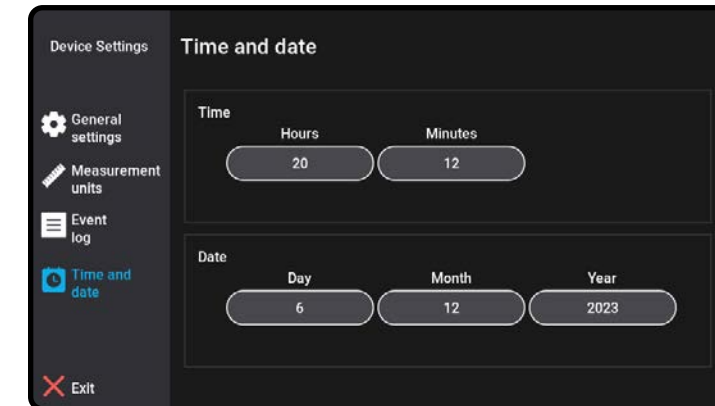 Device Settings
Time and date
General
settings
Measurement
units
Event
log
Time and
date
Exit
Time
Hours Minutes
20 12
Date
Day Month Year
6 12 2023